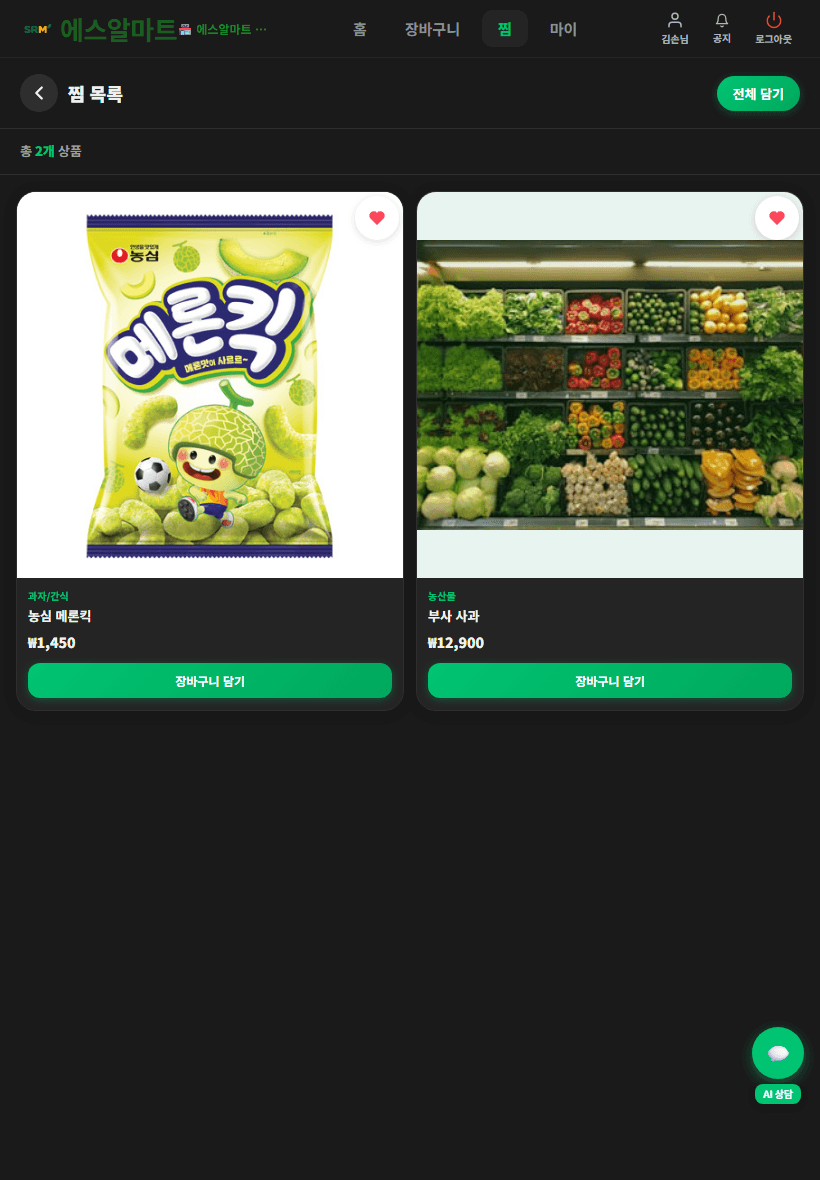 SRM 에스알마트 에스알마트 ...
홈 장바구니 찜 마이
김손님 공지 로그아웃
찜 목록
전체 담기
총 2개 상품
농심
메론킥
메론맛이 사르르~
과자/간식
농심 메론킥
₩1,450
장바구니 담기
농산물
부사 사과
₩12,900
장바구니 담기
AI 상담